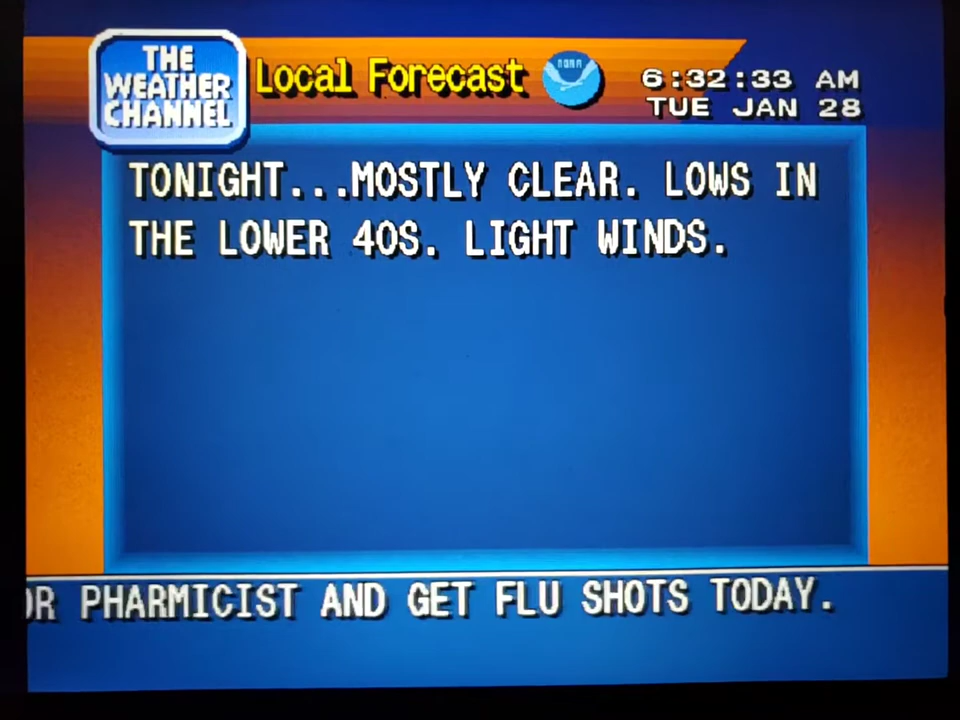 THE
WEATHER
CHANNEL
Local Forecast
NOAA
6:32:33 AM
TUE JAN 28
TONIGHT...MOSTLY CLEAR. LOWS IN
THE LOWER 40S. LIGHT WINDS.
OR PHARMICIST AND GET FLU SHOTS TODAY.